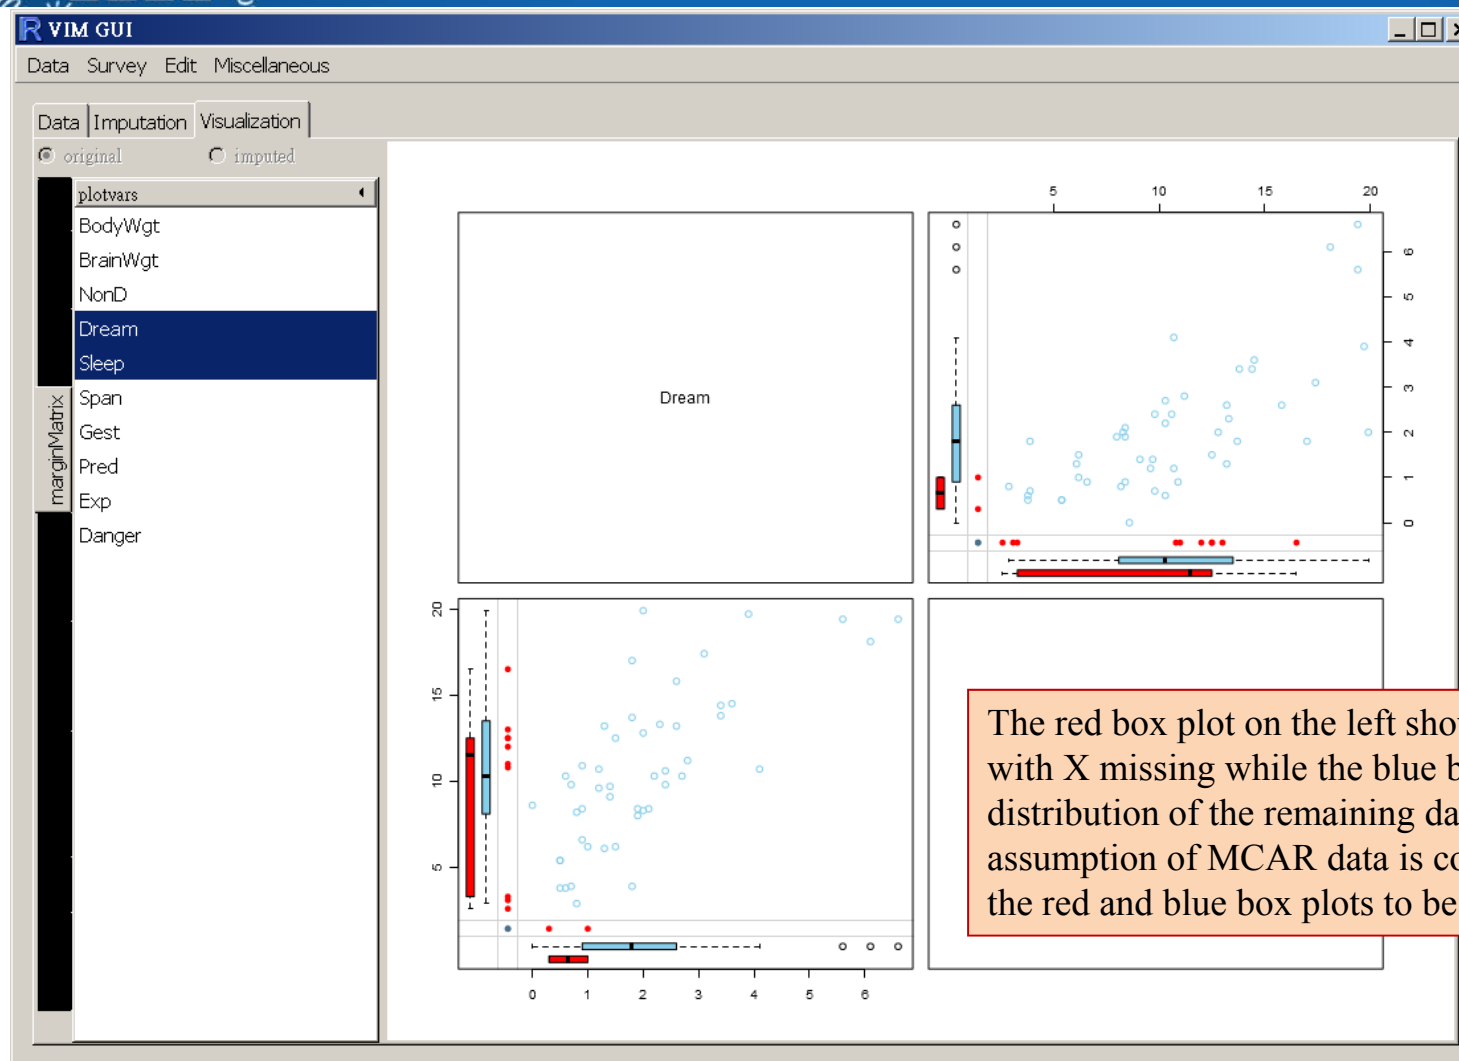 VIM GUI
Data Survey Edit Miscellaneous
Data Imputation Visualization
original imputed
plotvars
BodyWgt
BrainWgt
NonD
Dream
Sleep
Span
Gest
Pred
Exp
Danger
marginMatrix
5 10 15 20
Dream
6
5
4
3
2
1
0
20
15
10
5
0 1 2 3 4 5 6
The red box plot on the left
with X missing while the blue
distribution of the remaining
assumption of MCAR data is
the red and blue box plots to be